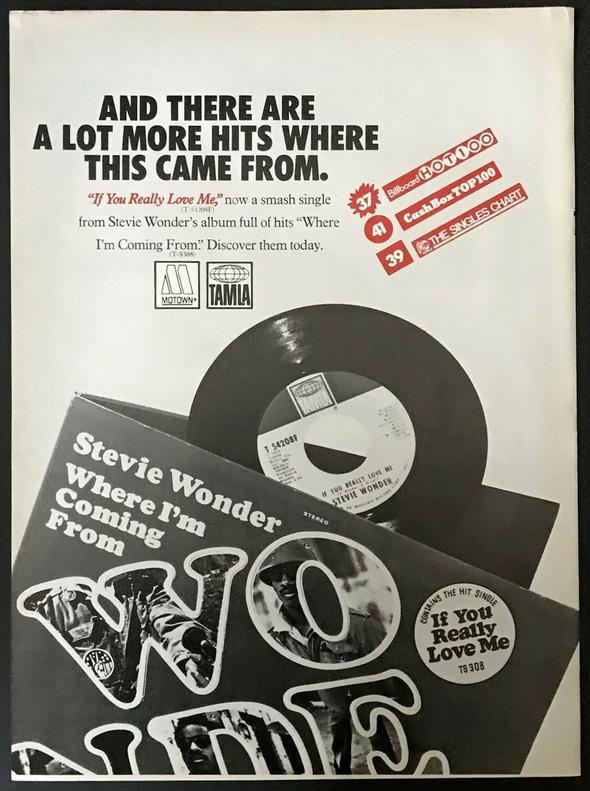 AND THERE ARE
A LOT MORE HITS WHERE
THIS CAME FROM.
"If You Really Love Me," now a smash single
(T-54208F)
from Stevie Wonder's album full of hits "Where
I'm Coming From." Discover them today.
(T-S308)
MOTOWN®
TAMLA
37 Billboard HOT 100
41 CashBox TOP 100
39 THE SINGLES CHART
TAMLA
T 54208F
IF YOU REALLY LOVE ME
STEVIE WONDER
Stevie Wonder
Where I'm
Coming
From
STEREO
WO
NDE
CONTAINS THE HIT SINGLE
If You
Really
Love Me
TS 308